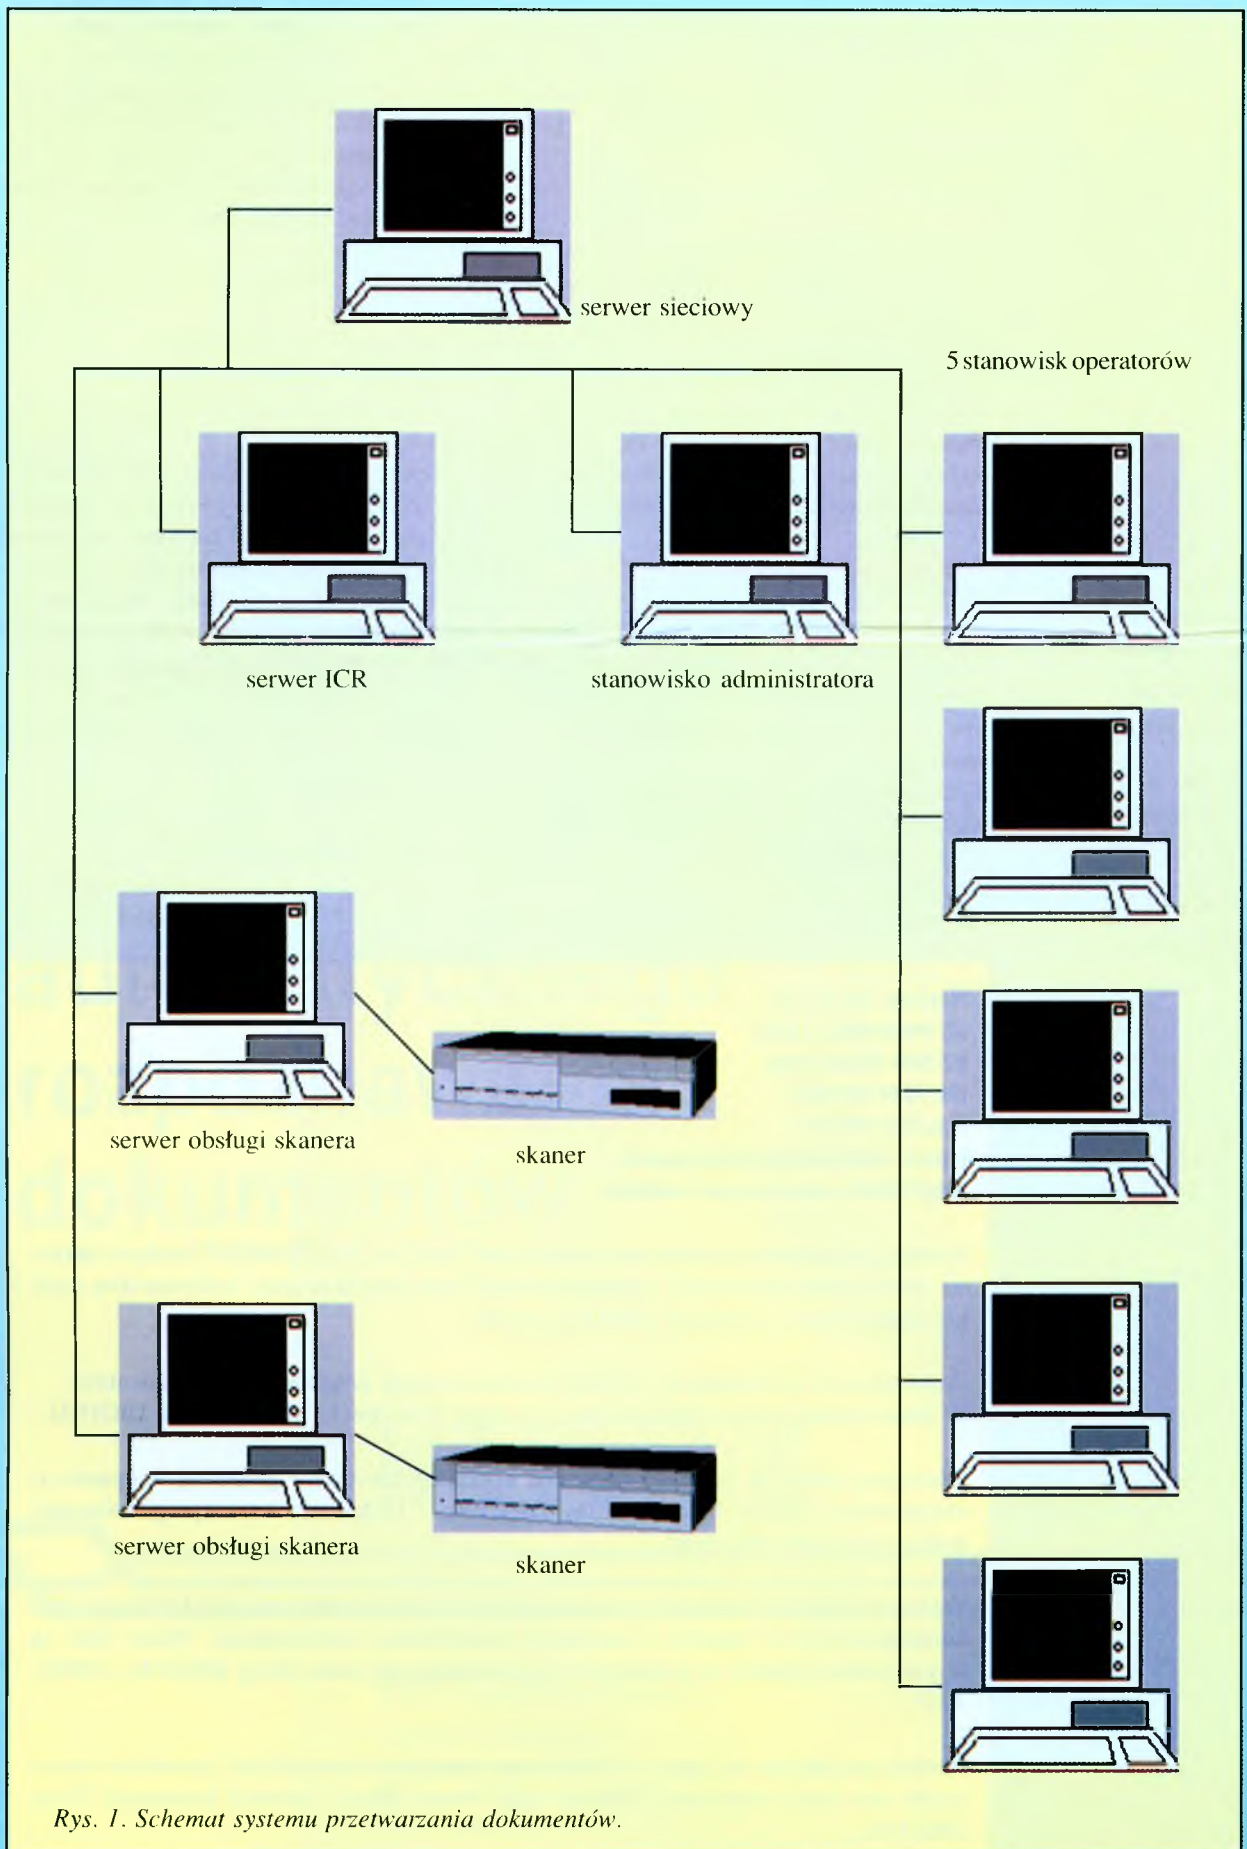 serwer sieciowy
5 stanowisk operatorów
serwer ICR
stanowisko administratora
serwer obsługi skanera
skaner
serwer obsługi skanera
skaner
Rys. 1. Schemat systemu przetwarzania dokumentów.